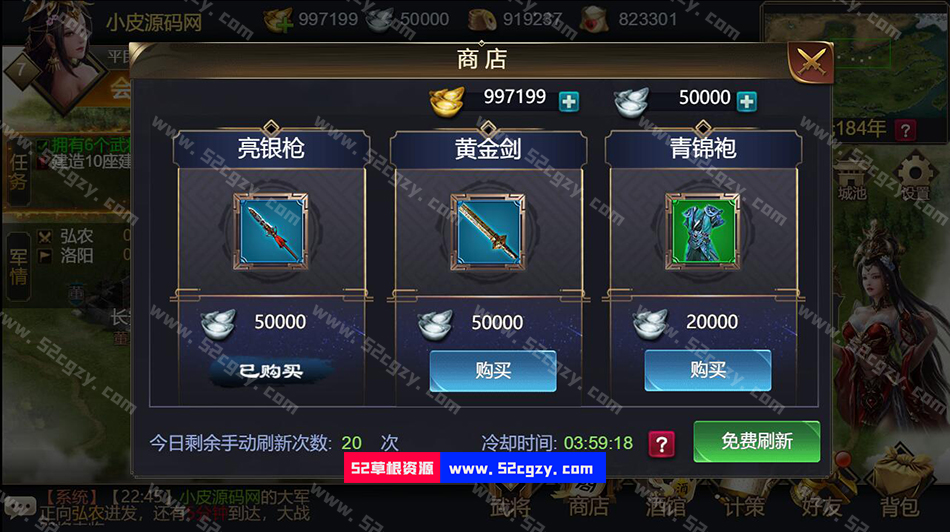 小皮源码网
997199
50000
919287
823301
7
商店
997199
50000
184年
?
任务
拥有6个武将
建造10座建
亮银枪
黄金剑
青锦袍
城池
设置
军情
弘农
洛阳
50000
50000
20000
已购买
购买
购买
今日剩余手动刷新次数: 20 次
冷却时间: 03:59:18
?
免费刷新
52草根资源 www.52cgzy.com
【系统】【22:45】小皮源码网的大军
正向弘农进发，还有5分钟到达，大战
武将
商店
酒馆
计策
好友
背包
www.52cgzy.com